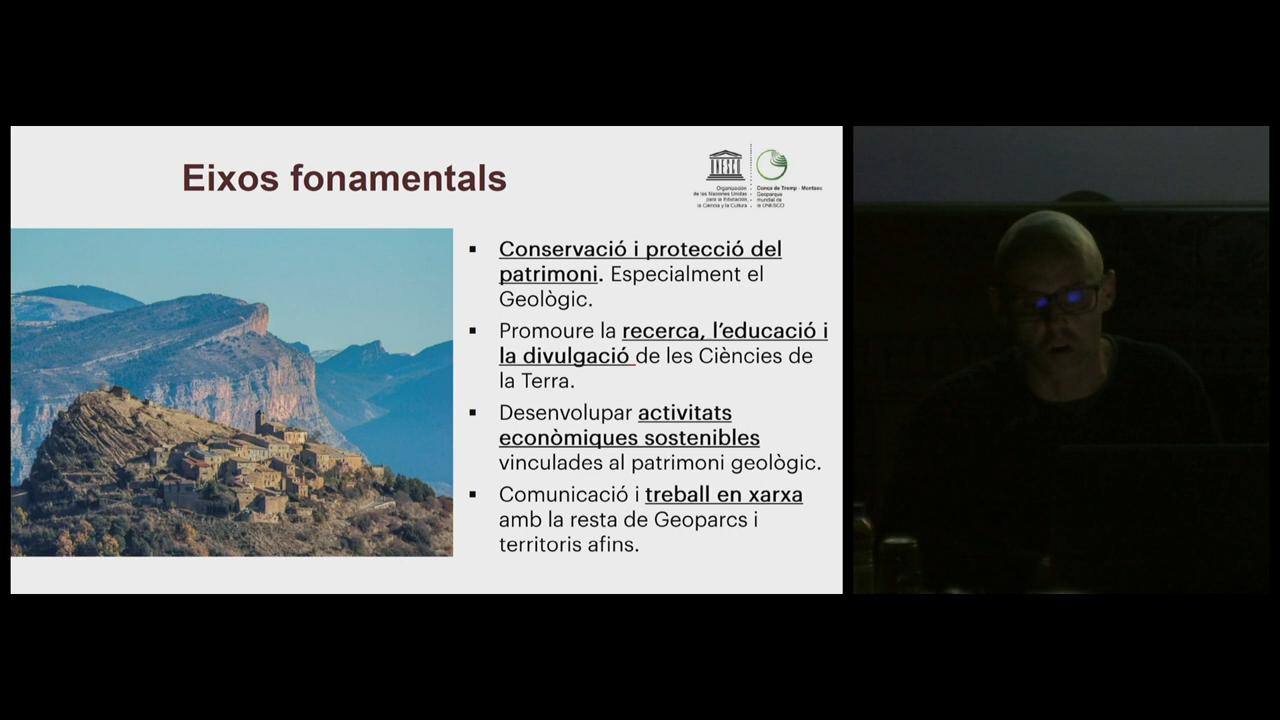 Eixos fonamentals
UNESCO
Organización
de las Naciones Unidas
para la Educación,
la Ciencia y la Cultura
Conca de Tremp - Montsec
Geoparque
mundial de
la UNESCO
Conservació i protecció del
patrimoni. Especialment el
Geològic.
Promoure la recerca, l’educació i
la divulgació de les Ciències de
la Terra.
Desenvolupar activitats
econòmiques sostenibles
vinculades al patrimoni geològic.
Comunicació i treball en xarxa
amb la resta de Geoparcs i
territoris afins.